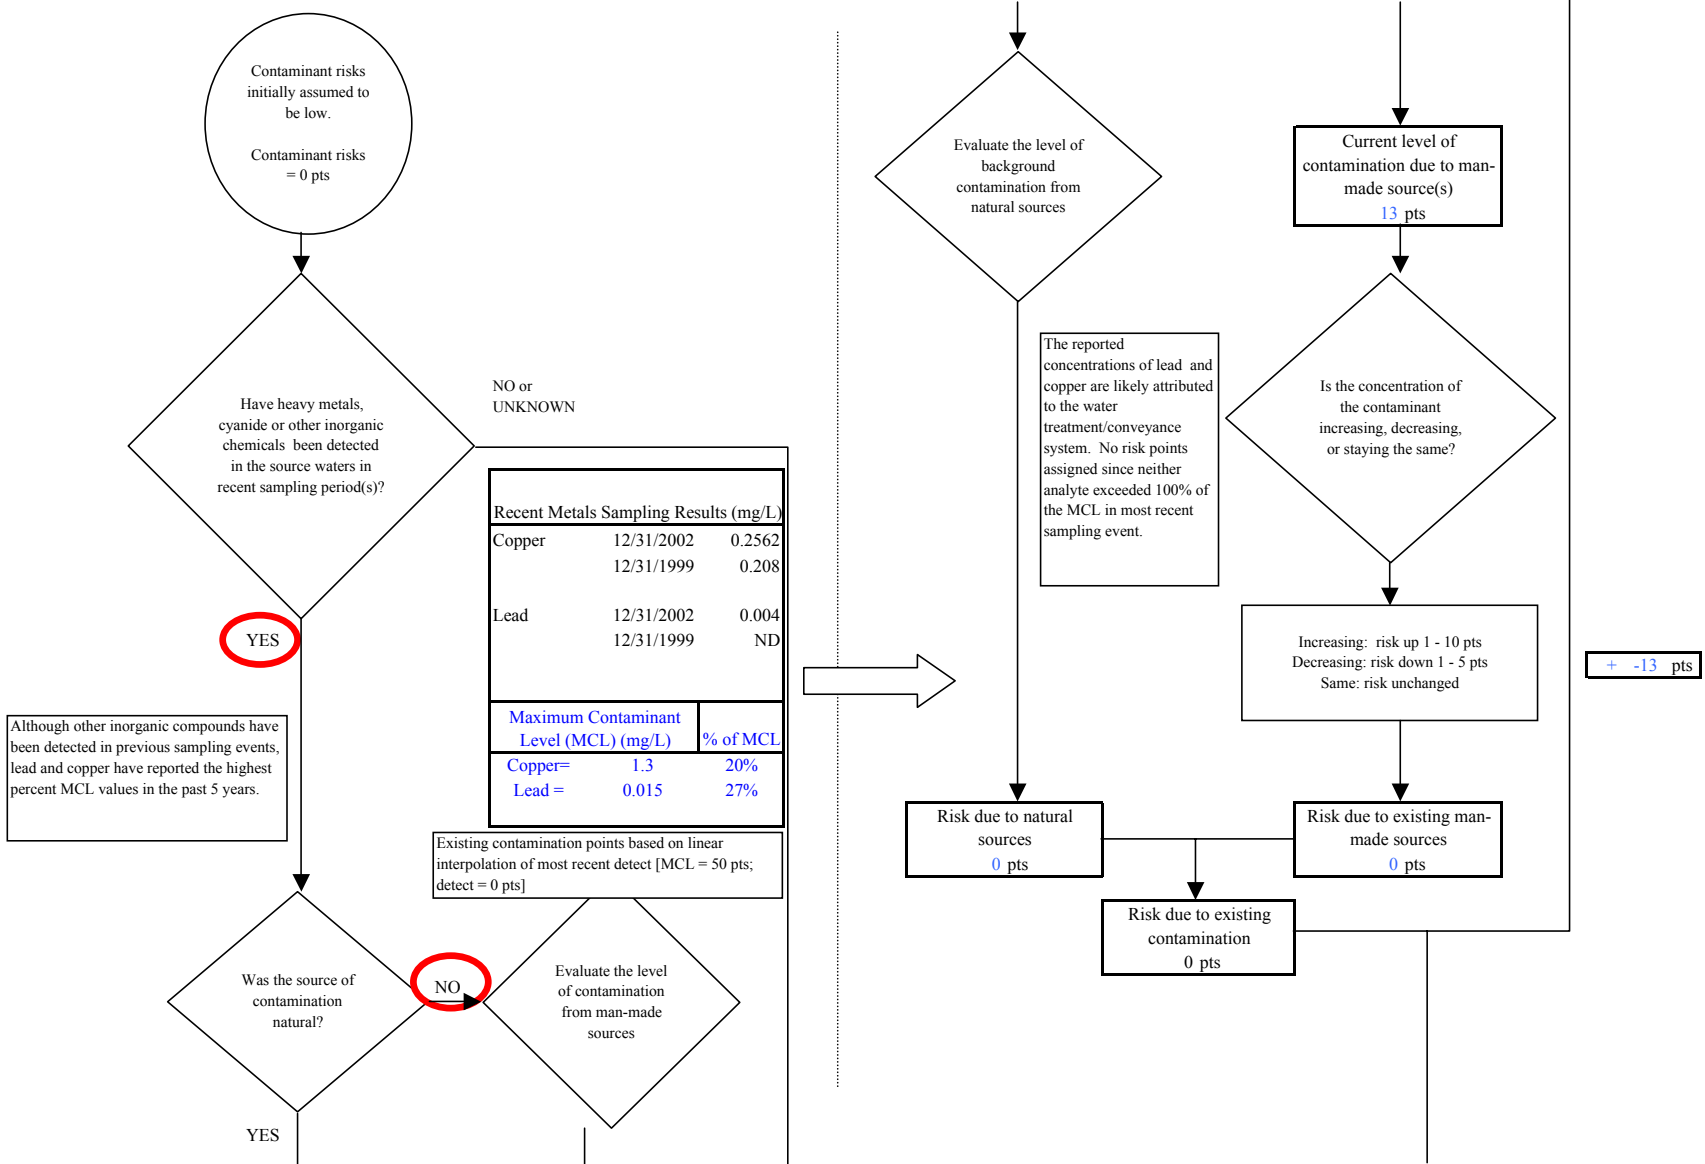 Contaminant risks
initially assumed to
be low.
Contaminant risks
= 0 pts
Have heavy metals,
cyanide or other inorganic
chemicals  been detected
in the source waters in
recent sampling period(s)?
NO or
UNKNOWN
YES
Recent Metals Sampling Results (mg/L)
Copper 12/31/2002 0.2562
12/31/1999 0.208
Lead 12/31/2002 0.004
12/31/1999 ND
Maximum Contaminant
Level (MCL) (mg/L) % of MCL
Copper= 1.3 20%
Lead = 0.015 27%
Although other inorganic compounds have
been detected in previous sampling events,
lead and copper have reported the highest
percent MCL values in the past 5 years.
Existing contamination points based on linear
interpolation of most recent detect [MCL = 50 pts;
detect = 0 pts]
Was the source of
contamination
natural?
NO
Evaluate the level
of contamination
from man-made
sources
YES
Evaluate the level of
background
contamination from
natural sources
Current level of
contamination due to man-
made source(s)
13 pts
The reported
concentrations of lead  and
copper are likely attributed
to the water
treatment/conveyance
system.  No risk points
assigned since neither
analyte exceeded 100% of
the MCL in most recent
sampling event.
Is the concentration of
the contaminant
increasing, decreasing,
or staying the same?
Increasing:  risk up 1 - 10 pts
Decreasing: risk down 1 - 5 pts
Same: risk unchanged
+ -13 pts
Risk due to natural
sources
0 pts
Risk due to existing man-
made sources
0 pts
Risk due to existing
contamination
0 pts